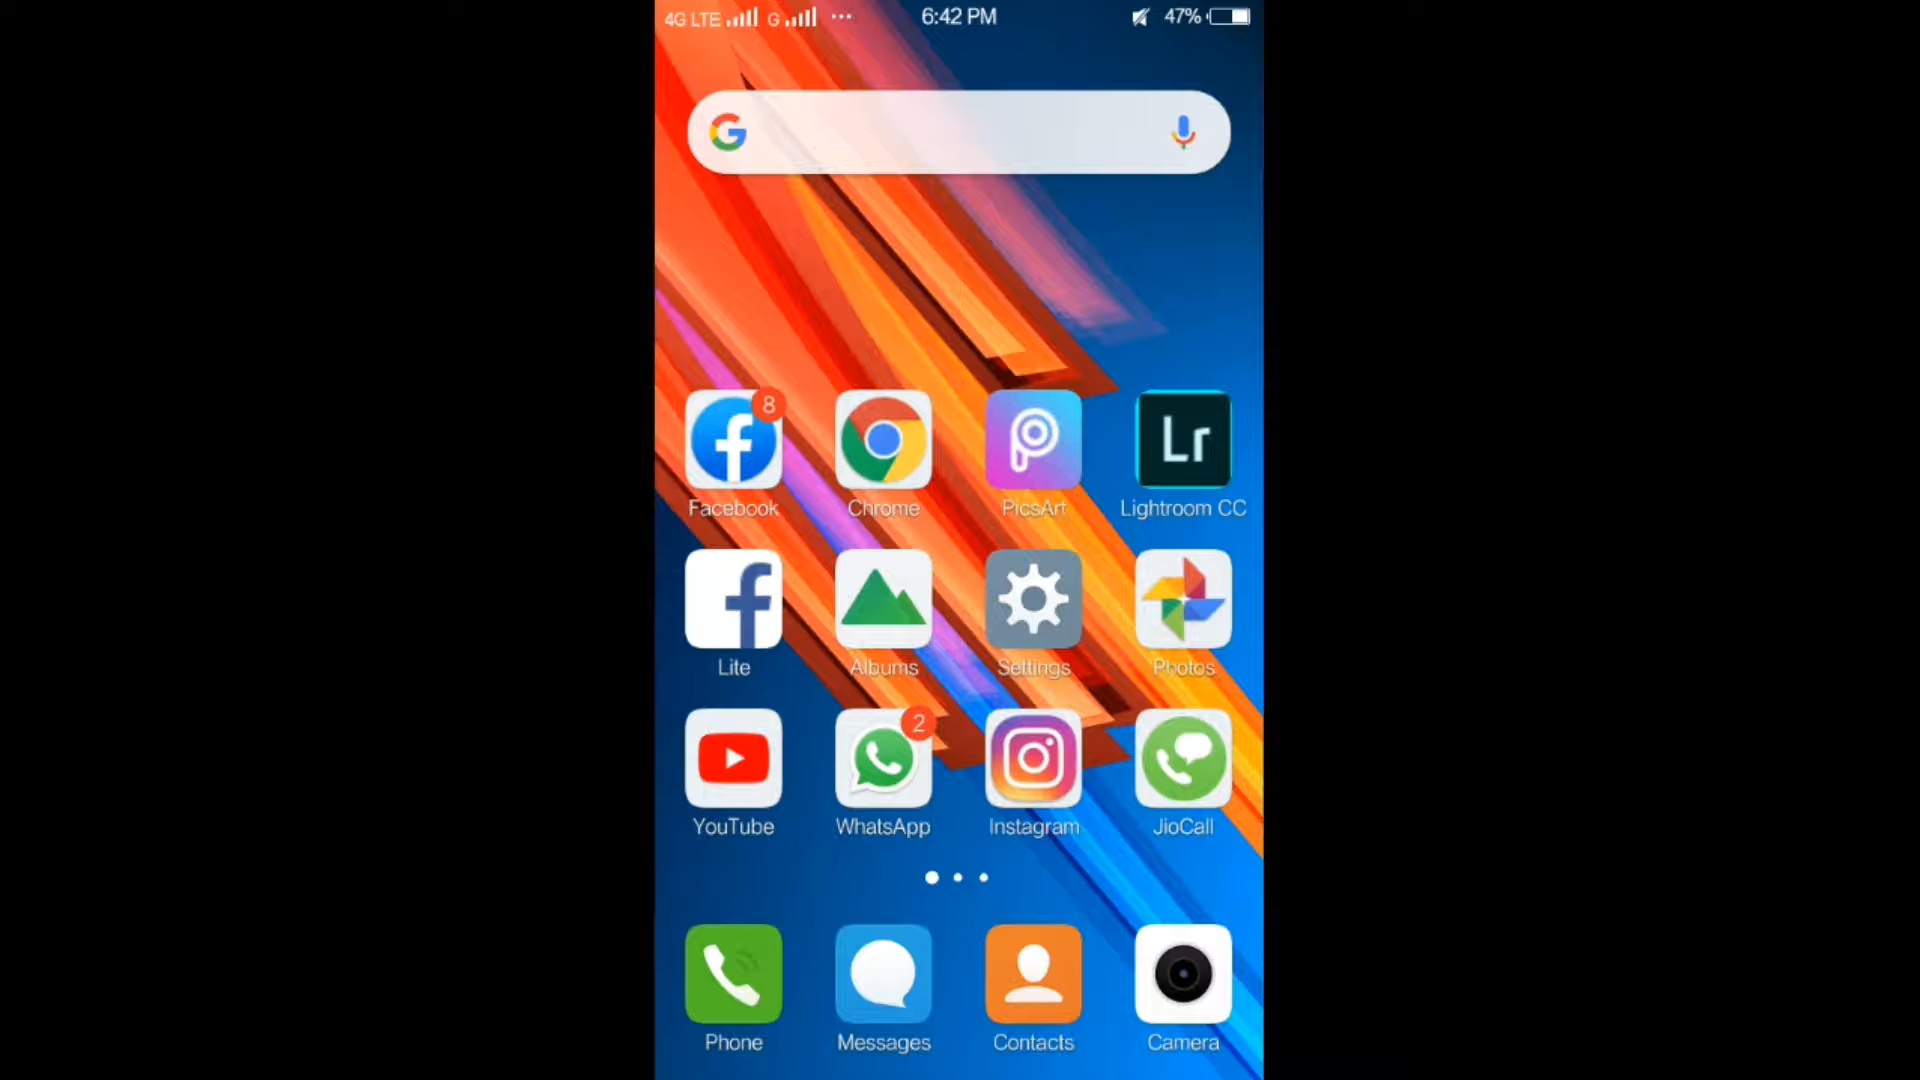 4G LTE G ... 6:42 PM 47%
G
8
Facebook Chrome PicsArt Lightroom CC
Lr
Lite Albums Settings Photos
2
YouTube WhatsApp Instagram JioCall
Phone Messages Contacts Camera